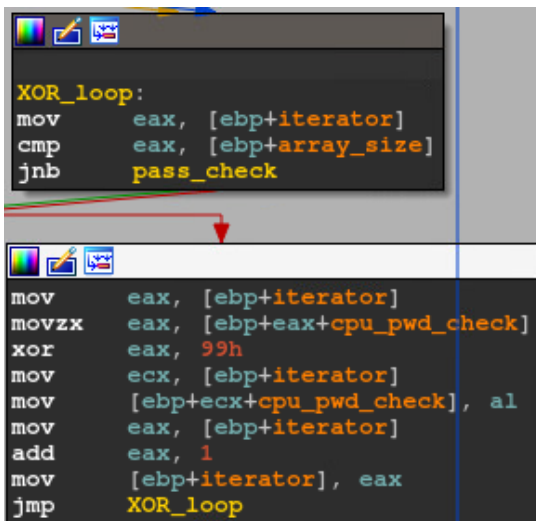 XOR_loop:
mov     eax, [ebp+iterator]
cmp     eax, [ebp+array_size]
jnb     pass_check
mov     eax, [ebp+iterator]
movzx   eax, [ebp+eax+cpu_pwd_check]
xor     eax, 99h
mov     ecx, [ebp+iterator]
mov     [ebp+ecx+cpu_pwd_check], al
mov     eax, [ebp+iterator]
add     eax, 1
mov     [ebp+iterator], eax
jmp     XOR_loop